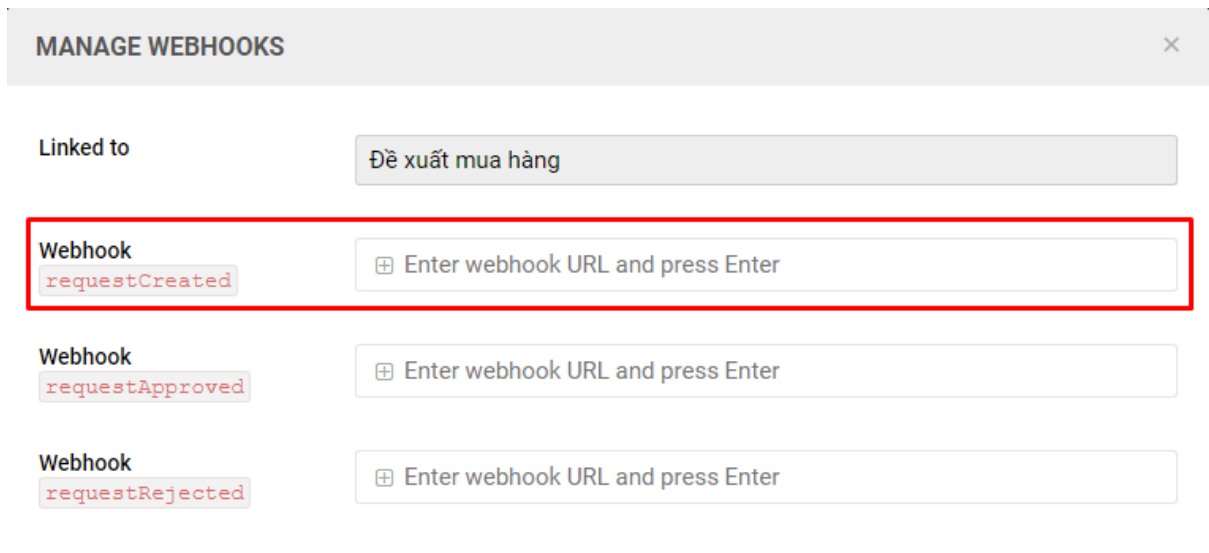 MANAGE WEBHOOKS
Linked to
Đề xuất mua hàng
Webhook
requestCreated
Enter webhook URL and press Enter
Webhook
requestApproved
Enter webhook URL and press Enter
Webhook
requestRejected
Enter webhook URL and press Enter